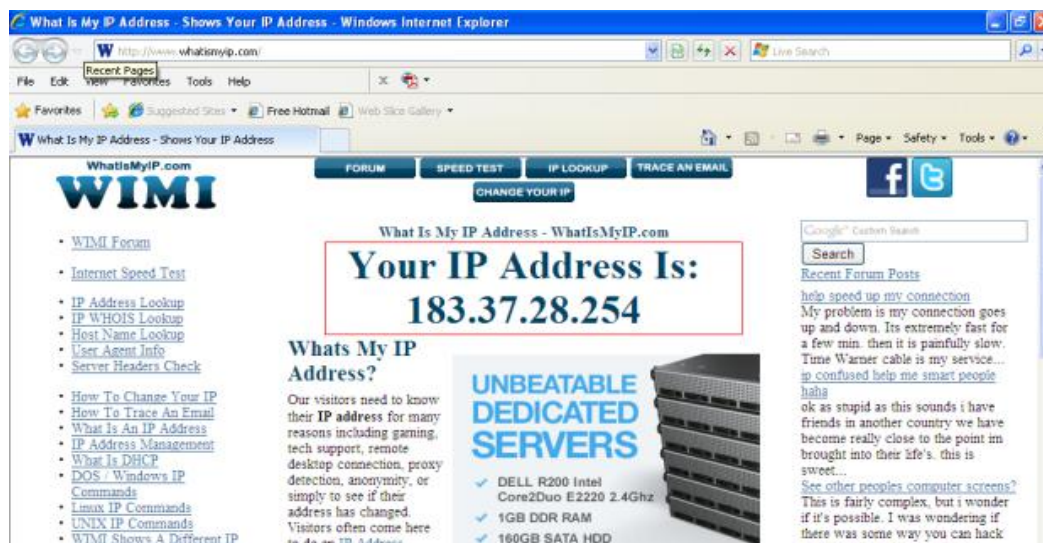 What Is My IP Address - Shows Your IP Address - Windows Internet Explorer
http://www.whatismyip.com/
Live Search
Recent Pages
File Edit View Favorites Tools Help
Favorites Suggested Sites Free Hotmail Web Slice Gallery
What Is My IP Address - Shows Your IP Address
Page Safety Tools
WhatIsMyIP.com
WIMI
FORUM SPEED TEST IP LOOKUP TRACE AN EMAIL
CHANGE YOUR IP
WIMI Forum
Internet Speed Test
IP Address Lookup
IP WHOIS Lookup
Host Name Lookup
User Agent Info
Server Headers Check
How To Change Your IP
How To Trace An Email
What Is An IP Address
IP Address Management
What Is DHCP
DOS / Windows IP
Commands
Linux IP Commands
UNIX IP Commands
WIMI Shows A Different IP
What Is My IP Address - WhatIsMyIP.com
Your IP Address Is:
183.37.28.254
Whats My IP
Address?
Our visitors need to know
their IP address for many
reasons including gaming,
tech support, remote
desktop connection, proxy
detection, anonymity, or
simply to see if their
address has changed.
Visitors often come here
to do an IP Address
UNBEATABLE
DEDICATED
SERVERS
DELL R200 Intel
Core2Duo E2220 2.4Ghz
1GB DDR RAM
160GB SATA HDD
Google Custom Search
Search
Recent Forum Posts
help speed up my connection
My problem is my connection goes
up and down. Its extremely fast for
a few min. then it is painfully slow.
Time Warner cable is my service...
ip confused help me smart people
haha
ok as stupid as this sounds i have
friends in another country we have
become really close to the point im
brought into their life's. this is
sweet...
See other peoples computer screens?
This is fairly complex, but i wonder
if it's possible. I was wondering if
there was some way you can hack